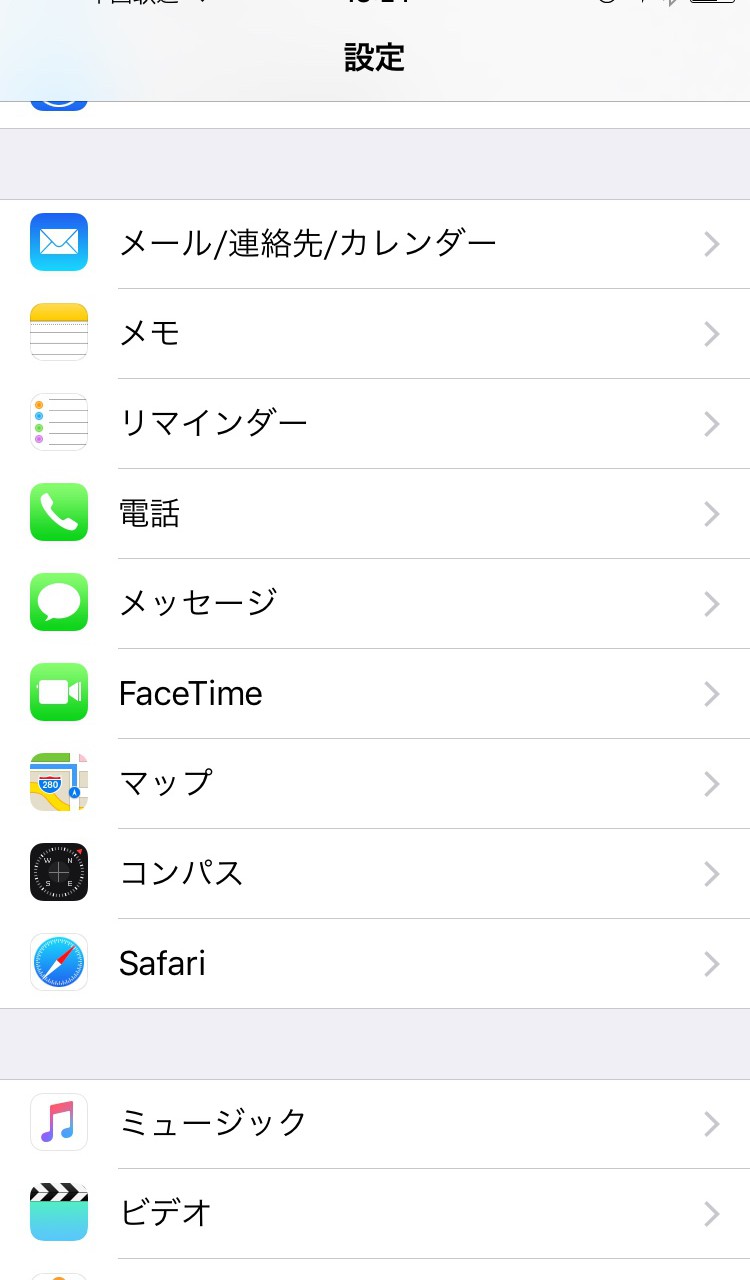 設定
メール/連絡先/カレンダー
メモ
リマインダー
電話
メッセージ
FaceTime
280
マップ
W N
S E
コンパス
Safari
ミュージック
ビデオ